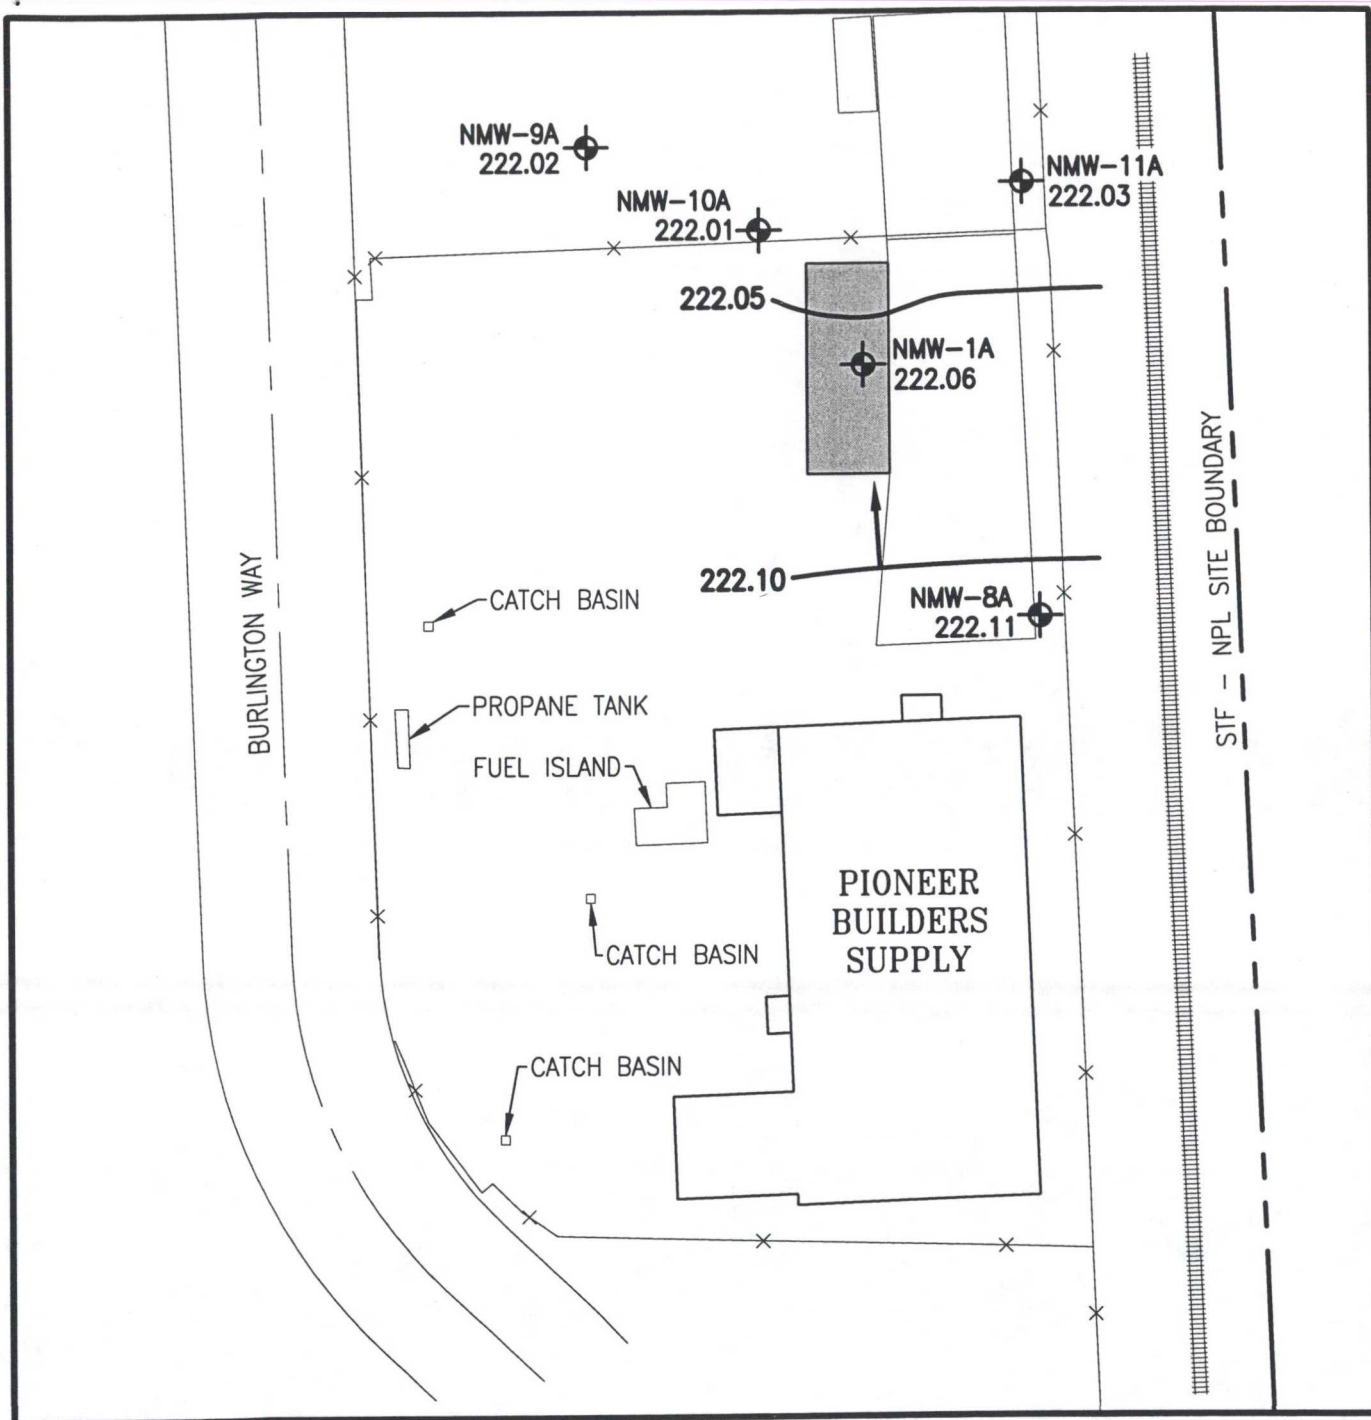 NMW-9A
222.02
NMW-10A
222.01
NMW-11A
222.03
222.05
NMW-1A
222.06
222.10
NMW-8A
222.11
CATCH BASIN
PROPANE TANK
FUEL ISLAND
BURLINGTON WAY
STF - NPL SITE BOUNDARY
PIONEER
BUILDERS
SUPPLY
CATCH BASIN
CATCH BASIN